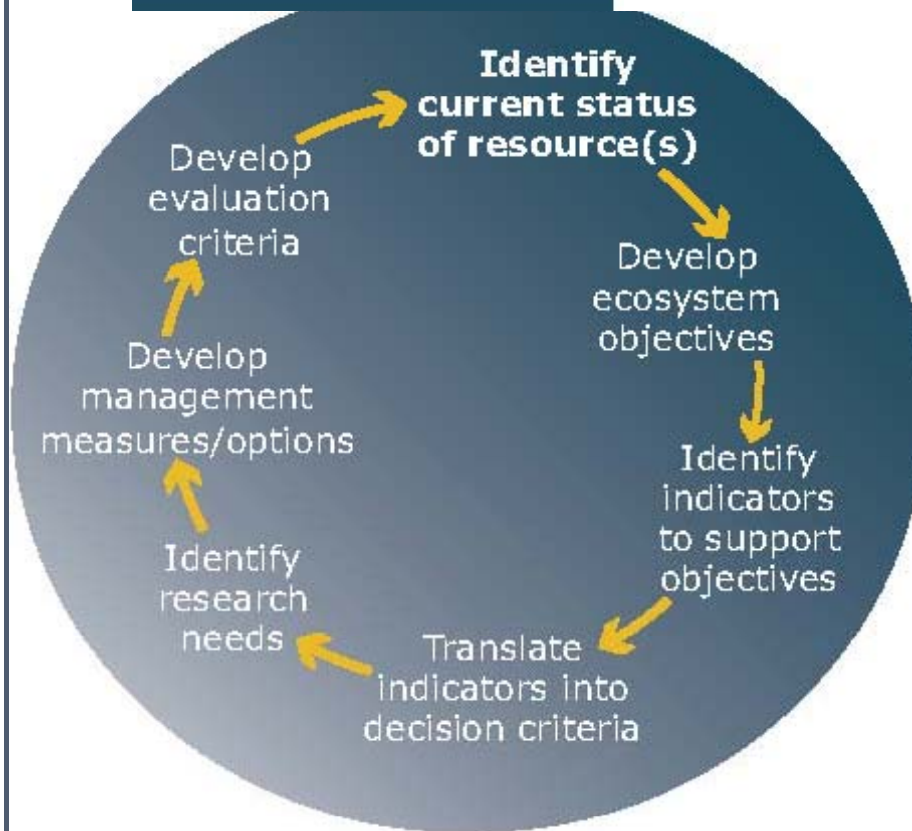 Identify
current status
of resource(s)
Develop
ecosystem
objectives
Identify
indicators
to support
objectives
Translate
indicators into
decision criteria
Identify
research
needs
Develop
management
measures/options
Develop
evaluation
criteria